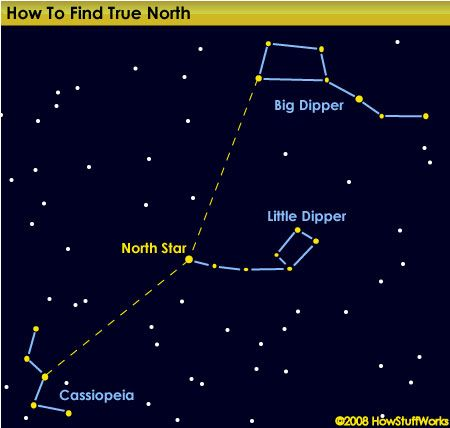 How To Find True North
Big Dipper
Little Dipper
North Star
Cassiopeia
©2008 HowStuffWorks